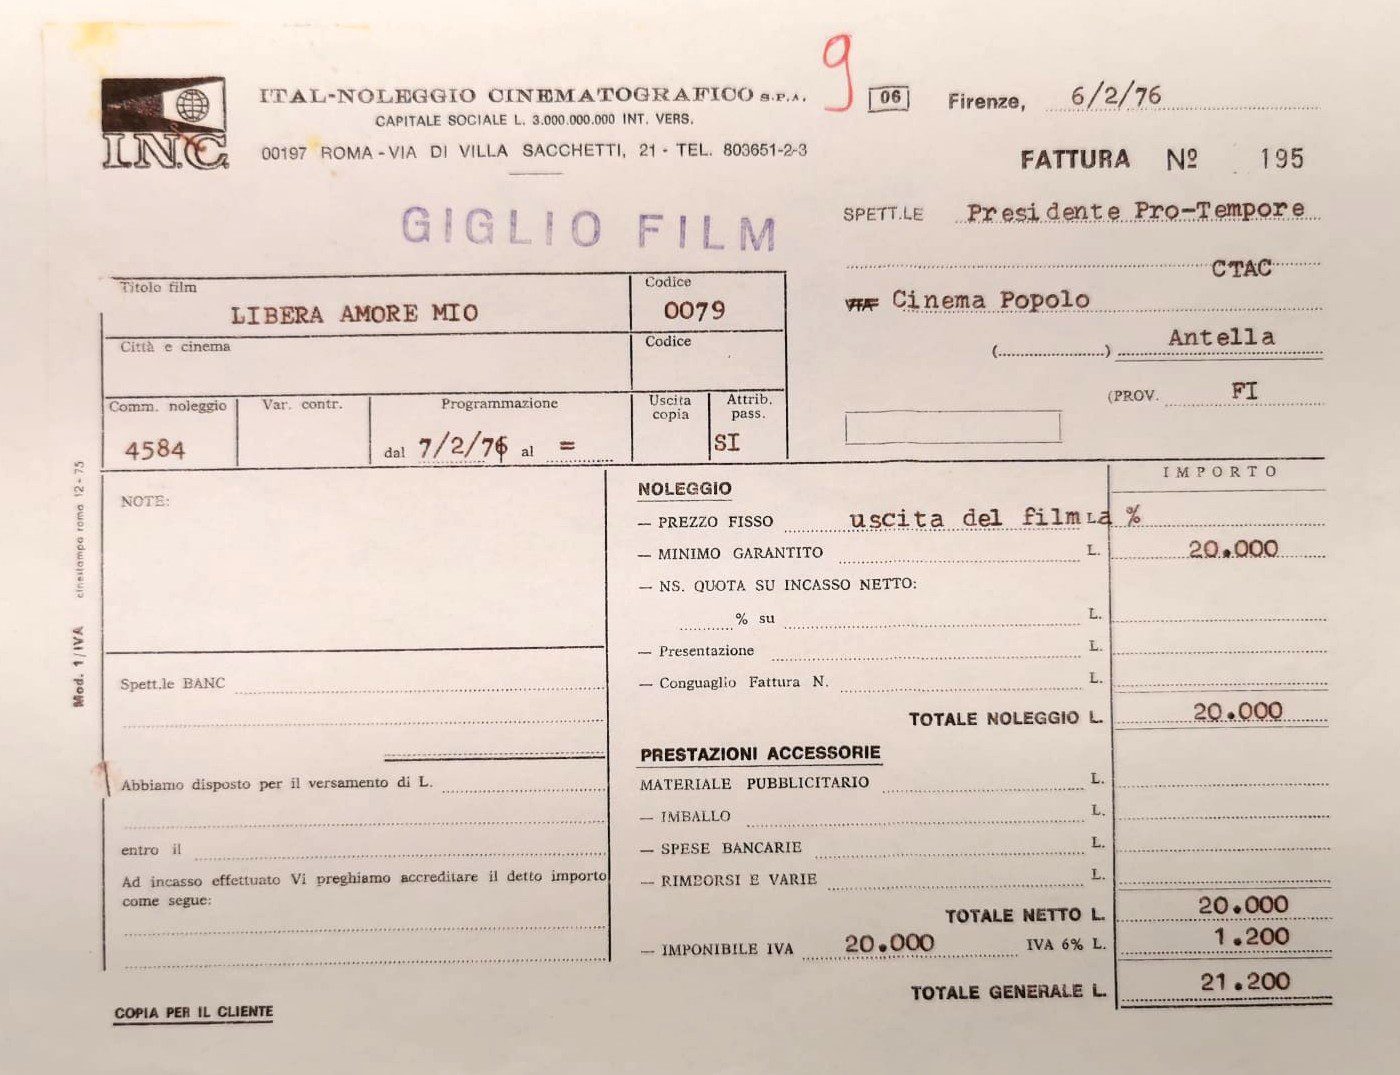 I.N.C.
ITAL-NOLEGGIO CINEMATOGRAFICO S.P.A.
CAPITALE SOCIALE L. 3.000.000.000 INT. VERS.
00197 ROMA - VIA DI VILLA SACCHETTI, 21 - TEL. 803651-2-3
9
06 Firenze, 6/2/76
FATTURA Nº 195
GIGLIO FILM
SPETT.LE Presidente Pro-Tempore
CTAC
VIA Cinema Popolo
(....................) Antella
(PROV. FI
Titolo film Codice
LIBERA AMORE MIO 0079
Città e cinema Codice
Comm. noleggio Var. contr. Programmazione Uscita copia Attrib. pass.
4584 dal 7/2/76 al = SI
IMPORTO
NOTE:
NOLEGGIO
— PREZZO FISSO uscita del film L a %
— MINIMO GARANTITO L. 20.000
— NS. QUOTA SU INCASSO NETTO:
% su L.
— Presentazione L.
Spett.le BANC
— Conguaglio Fattura N. L.
TOTALE NOLEGGIO L. 20.000
PRESTAZIONI ACCESSORIE
Abbiamo disposto per il versamento di L.
MATERIALE PUBBLICITARIO L.
— IMBALLO L.
entro il
— SPESE BANCARIE L.
Ad incasso effettuato Vi preghiamo accreditare il detto importo
come segue:
— RIMBORSI E VARIE L.
TOTALE NETTO L. 20.000
— IMPONIBILE IVA 20.000 IVA 6% L. 1.200
TOTALE GENERALE L. 21.200
COPIA PER IL CLIENTE
Mod. 1/IVA cinestampa roma 12-75